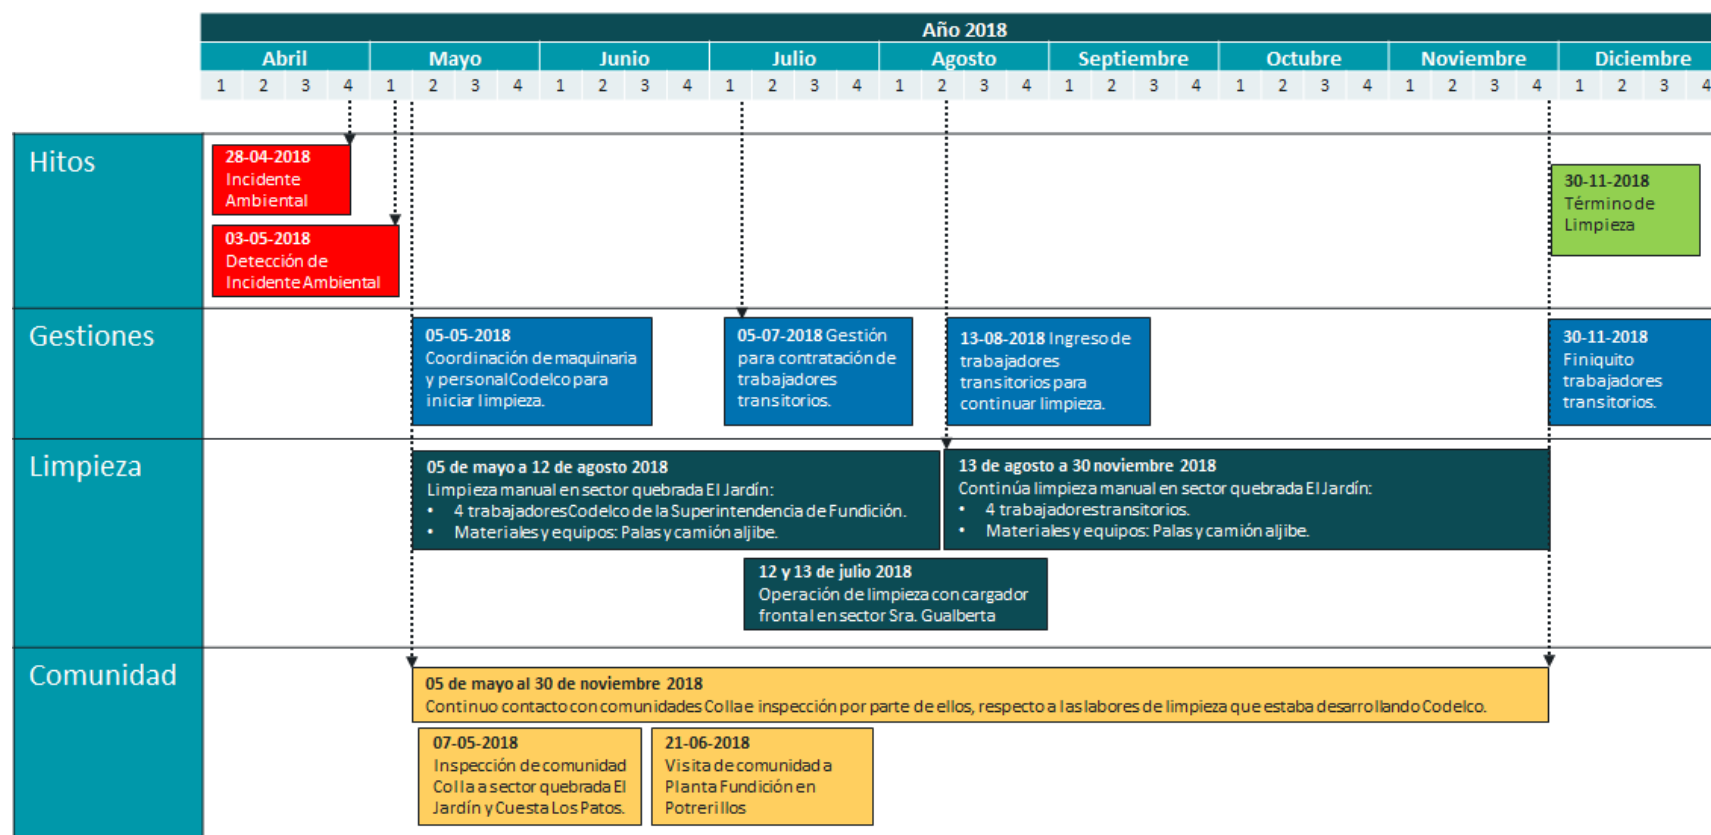 Año 2018
Abril Mayo Junio Julio Agosto Septiembre Octubre Noviembre Diciembre
1 2 3 4 1 2 3 4 1 2 3 4 1 2 3 4 1 2 3 4 1 2 3 4 1 2 3 4 1 2 3 4 1 2 3 4
Hitos
28-04-2018
Incidente
Ambiental
03-05-2018
Detección de
Incidente Ambiental
30-11-2018
Término de
Limpieza
Gestiones
05-05-2018
Coordinación de maquinaria
y personal Codelco para
iniciar limpieza.
05-07-2018 Gestión
para contratación de
trabajadores
transitorios.
13-08-2018 Ingreso de
trabajadores
transitorios para
continuar limpieza.
30-11-2018
Finiquito
trabajadores
transitorios.
Limpieza
05 de mayo a 12 de agosto 2018
Limpieza manual en sector quebrada El Jardín:
• 4 trabajadores Codelco de la Superintendencia de Fundición.
• Materiales y equipos: Palas y camión aljibe.
13 de agosto a 30 noviembre 2018
Continúa limpieza manual en sector quebrada El Jardín:
• 4 trabajadores transitorios.
• Materiales y equipos: Palas y camión aljibe.
12 y 13 de julio 2018
Operación de limpieza con cargador
frontal en sector Sra. Gualberta
Comunidad
05 de mayo al 30 de noviembre 2018
Continuo contacto con comunidades Colla e inspección por parte de ellos, respecto a las labores de limpieza que estaba desarrollando Codelco.
07-05-2018
Inspección de comunidad
Colla a sector quebrada El
Jardín y Cuesta Los Patos.
21-06-2018
Visita de comunidad a
Planta Fundición en
Potrerillos